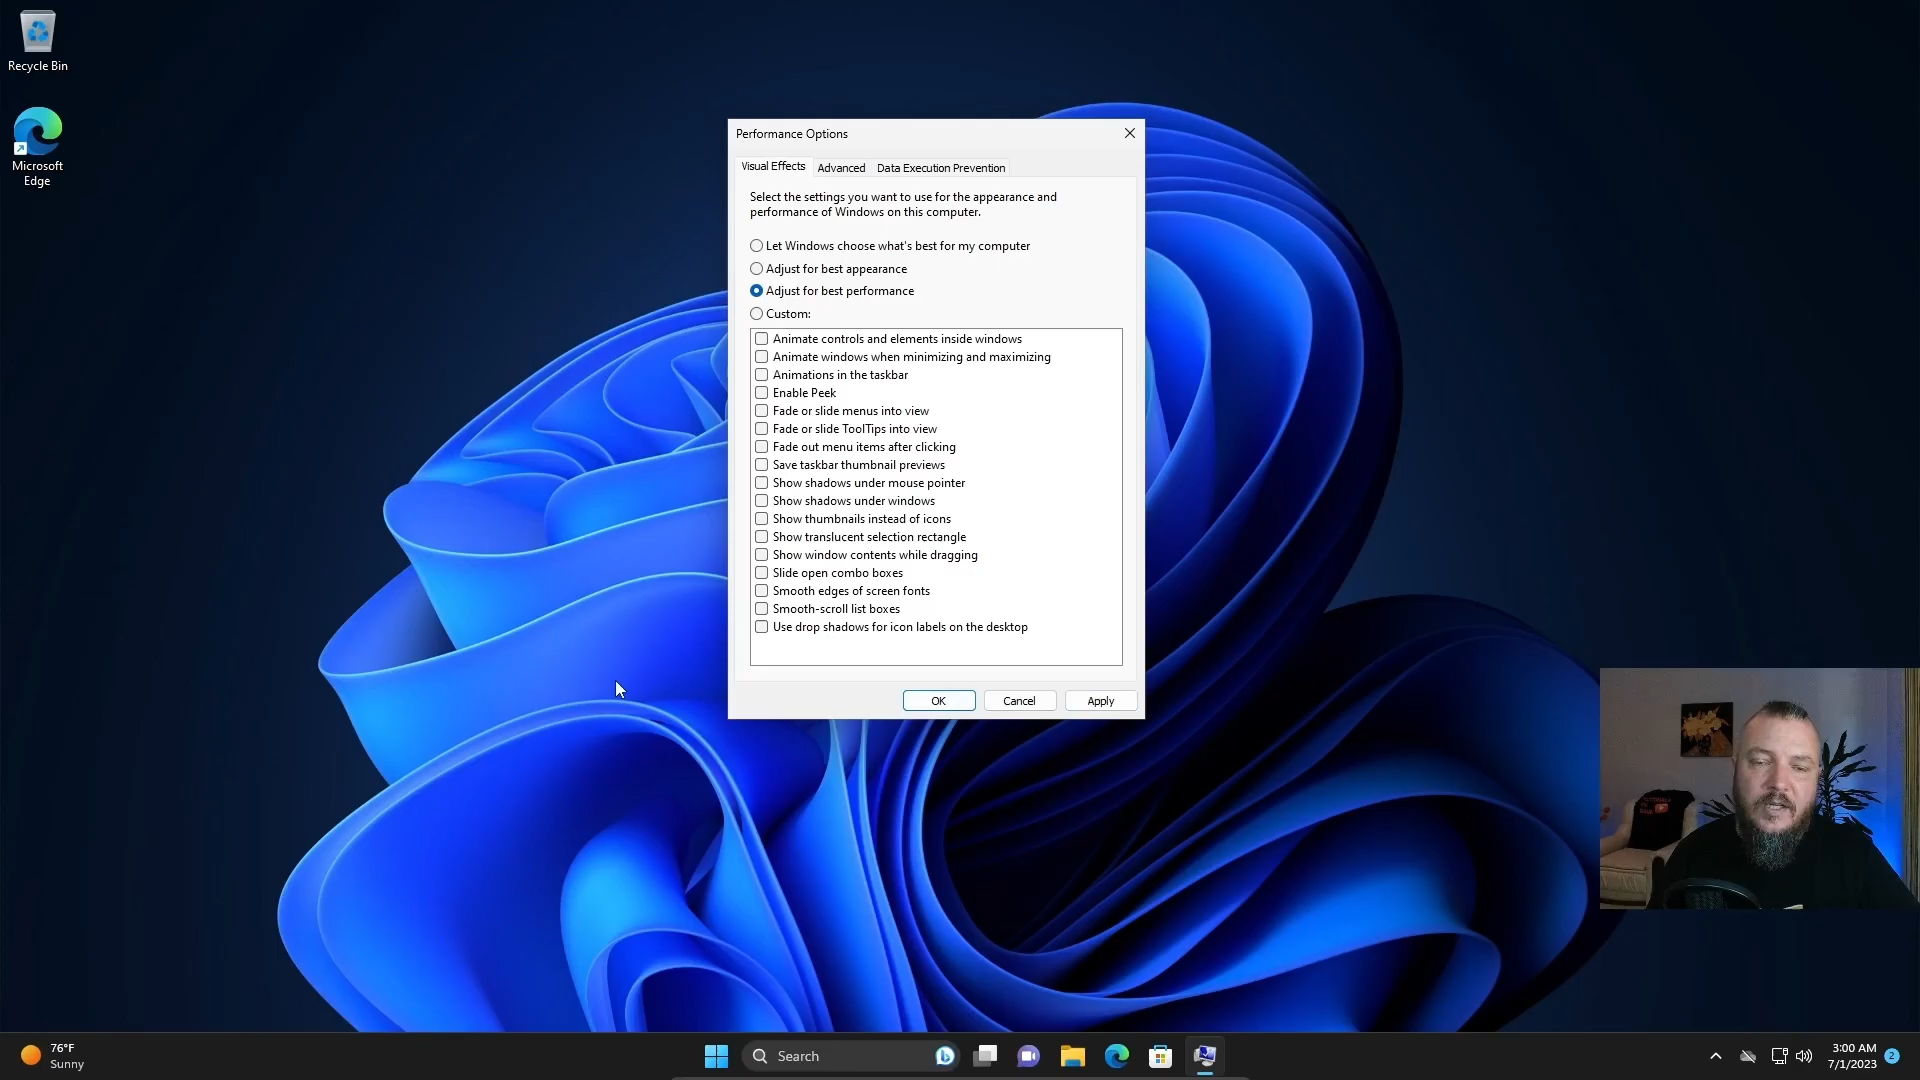 Recycle Bin
Microsoft
Edge
Performance Options
Visual Effects
Advanced
Data Execution Prevention
Select the settings you want to use for the appearance and
performance of Windows on this computer.
Let Windows choose what's best for my computer
Adjust for best appearance
Adjust for best performance
Custom:
Animate controls and elements inside windows
Animate windows when minimizing and maximizing
Animations in the taskbar
Enable Peek
Fade or slide menus into view
Fade or slide ToolTips into view
Fade out menu items after clicking
Save taskbar thumbnail previews
Show shadows under mouse pointer
Show shadows under windows
Show thumbnails instead of icons
Show translucent selection rectangle
Show window contents while dragging
Slide open combo boxes
Smooth edges of screen fonts
Smooth-scroll list boxes
Use drop shadows for icon labels on the desktop
OK
Cancel
Apply
76°F
Sunny
Search
3:00 AM
7/1/2023
2